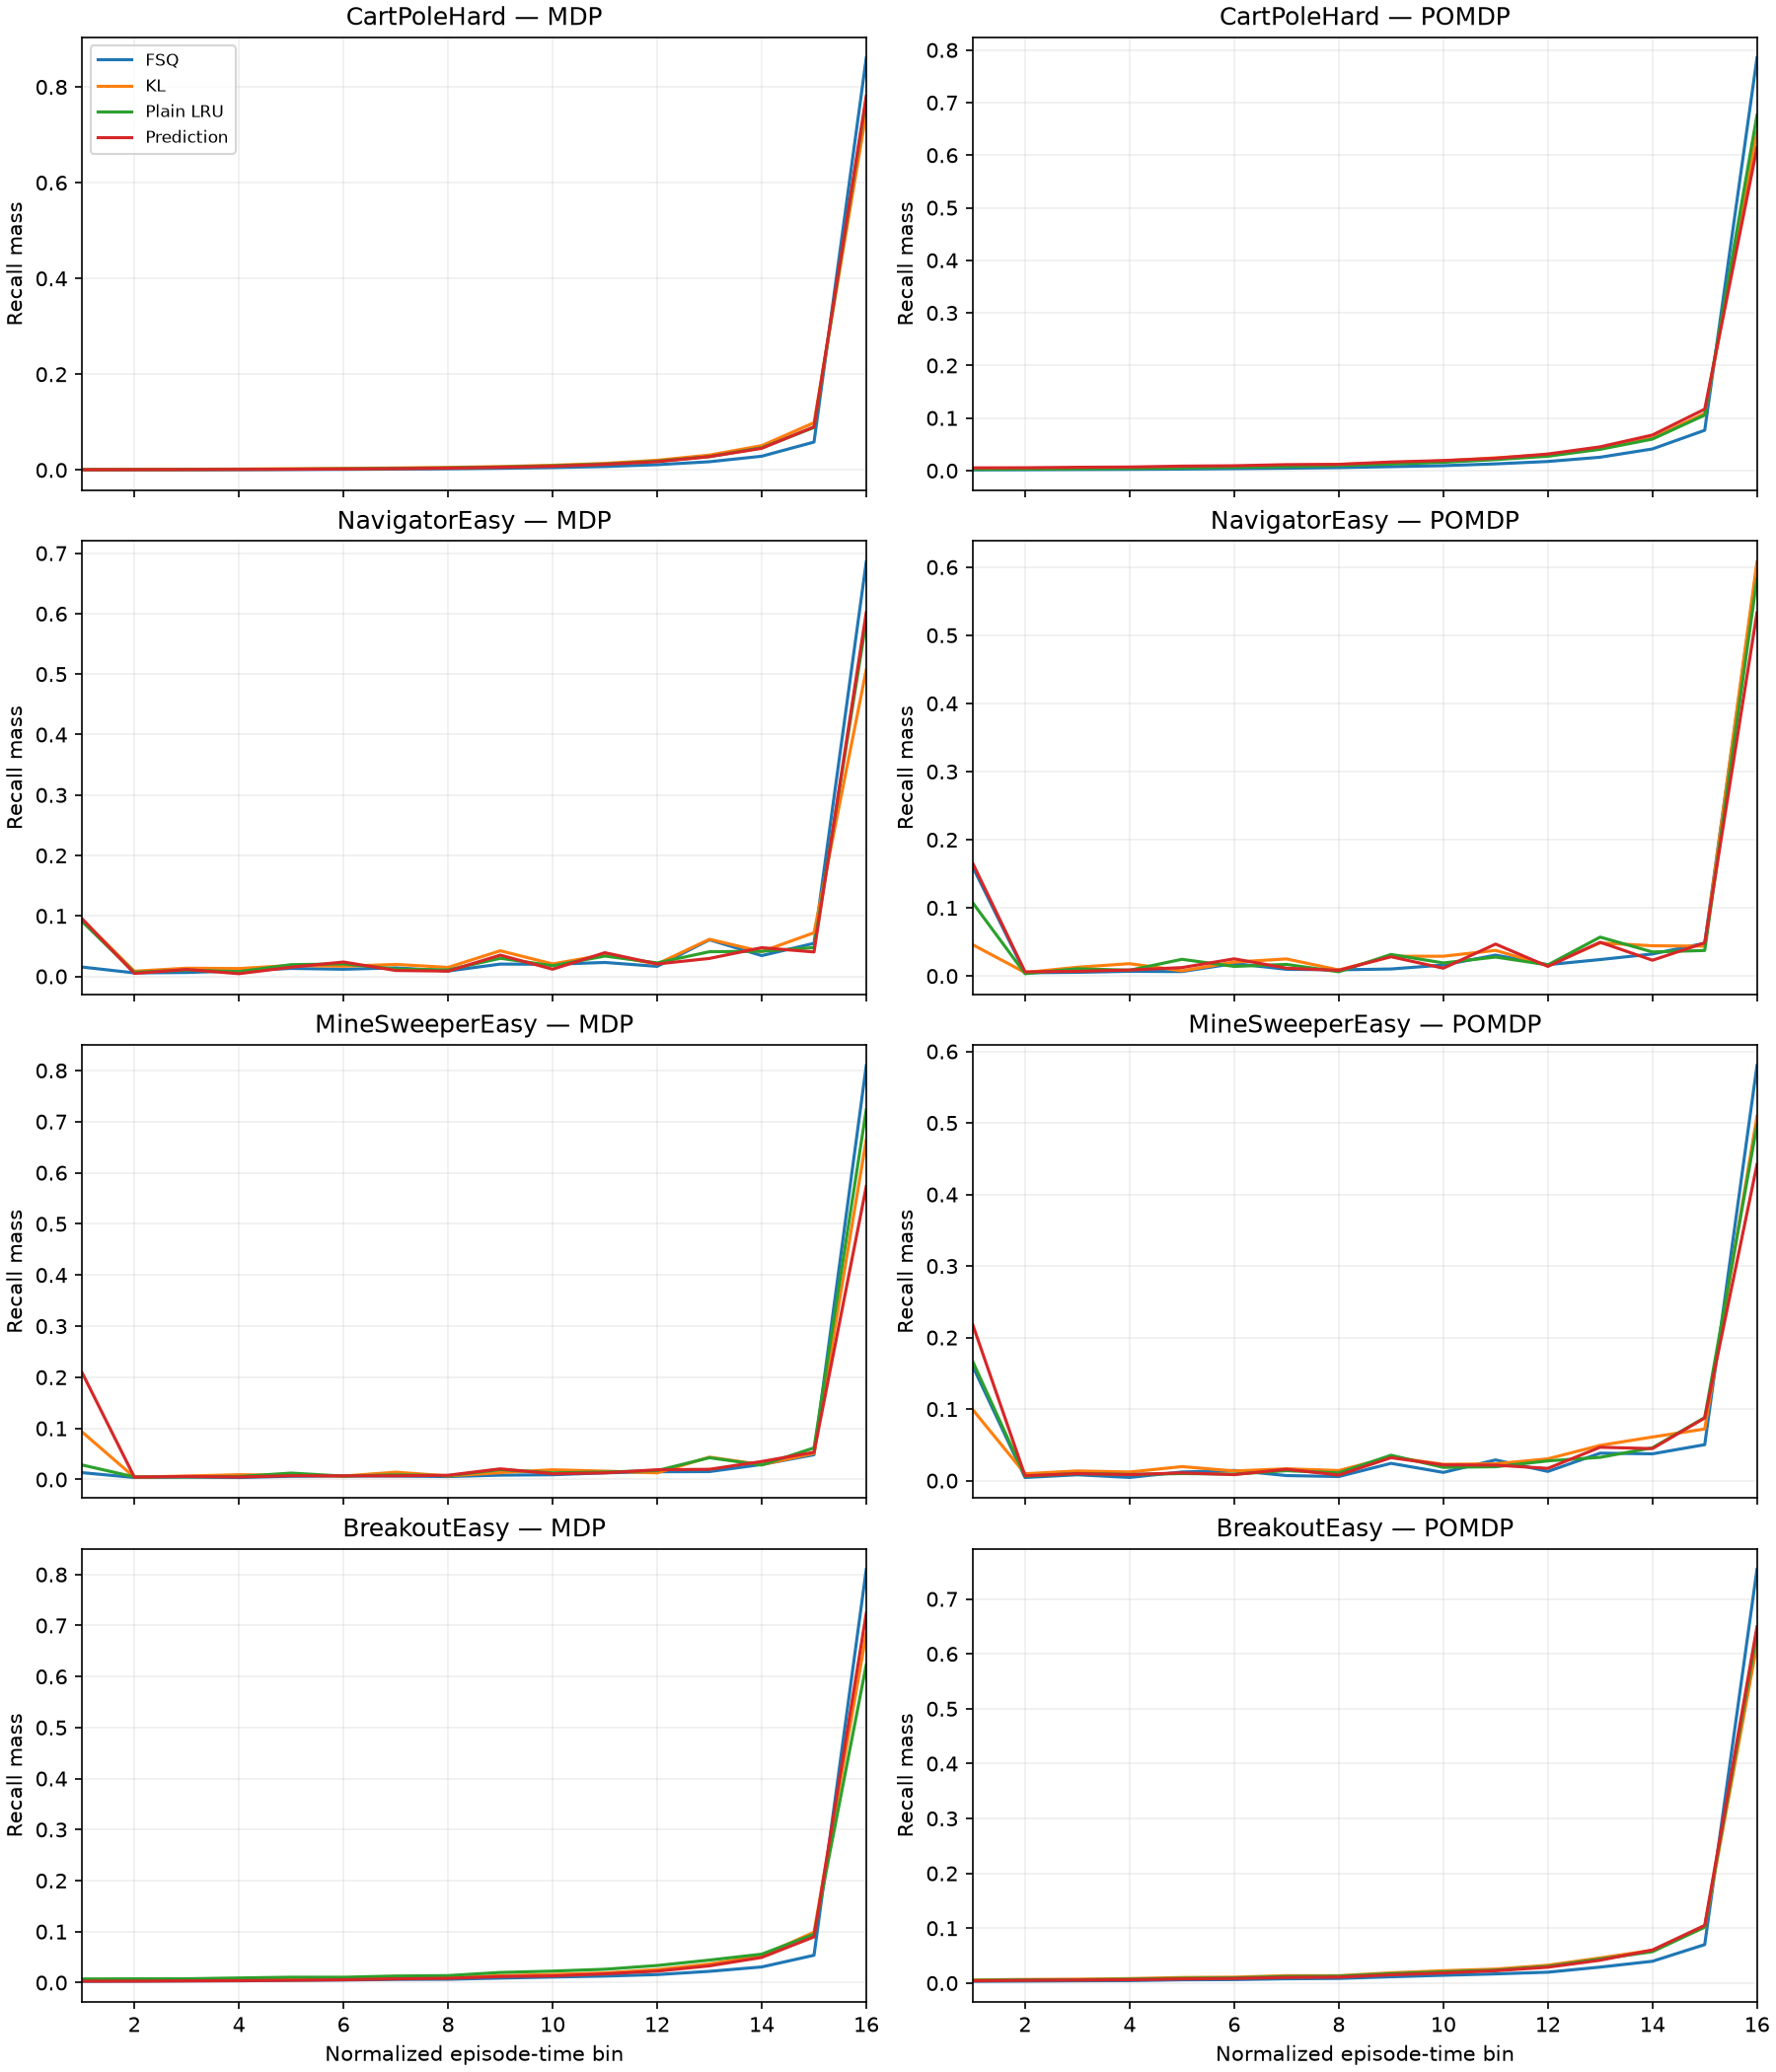 CartPoleHard — MDP
0.8
0.6
0.4
0.2
0.0
Recall mass
FSQ
KL
Plain LRU
Prediction
CartPoleHard — POMDP
0.8
0.7
0.6
0.5
0.4
0.3
0.2
0.1
0.0
Recall mass
NavigatorEasy — MDP
0.7
0.6
0.5
0.4
0.3
0.2
0.1
0.0
Recall mass
NavigatorEasy — POMDP
0.6
0.5
0.4
0.3
0.2
0.1
0.0
Recall mass
MineSweeperEasy — MDP
0.8
0.7
0.6
0.5
0.4
0.3
0.2
0.1
0.0
Recall mass
MineSweeperEasy — POMDP
0.6
0.5
0.4
0.3
0.2
0.1
0.0
Recall mass
BreakoutEasy — MDP
0.8
0.7
0.6
0.5
0.4
0.3
0.2
0.1
0.0
Recall mass
2 4 6 8 10 12 14 16
Normalized episode-time bin
BreakoutEasy — POMDP
0.7
0.6
0.5
0.4
0.3
0.2
0.1
0.0
Recall mass
2 4 6 8 10 12 14 16
Normalized episode-time bin